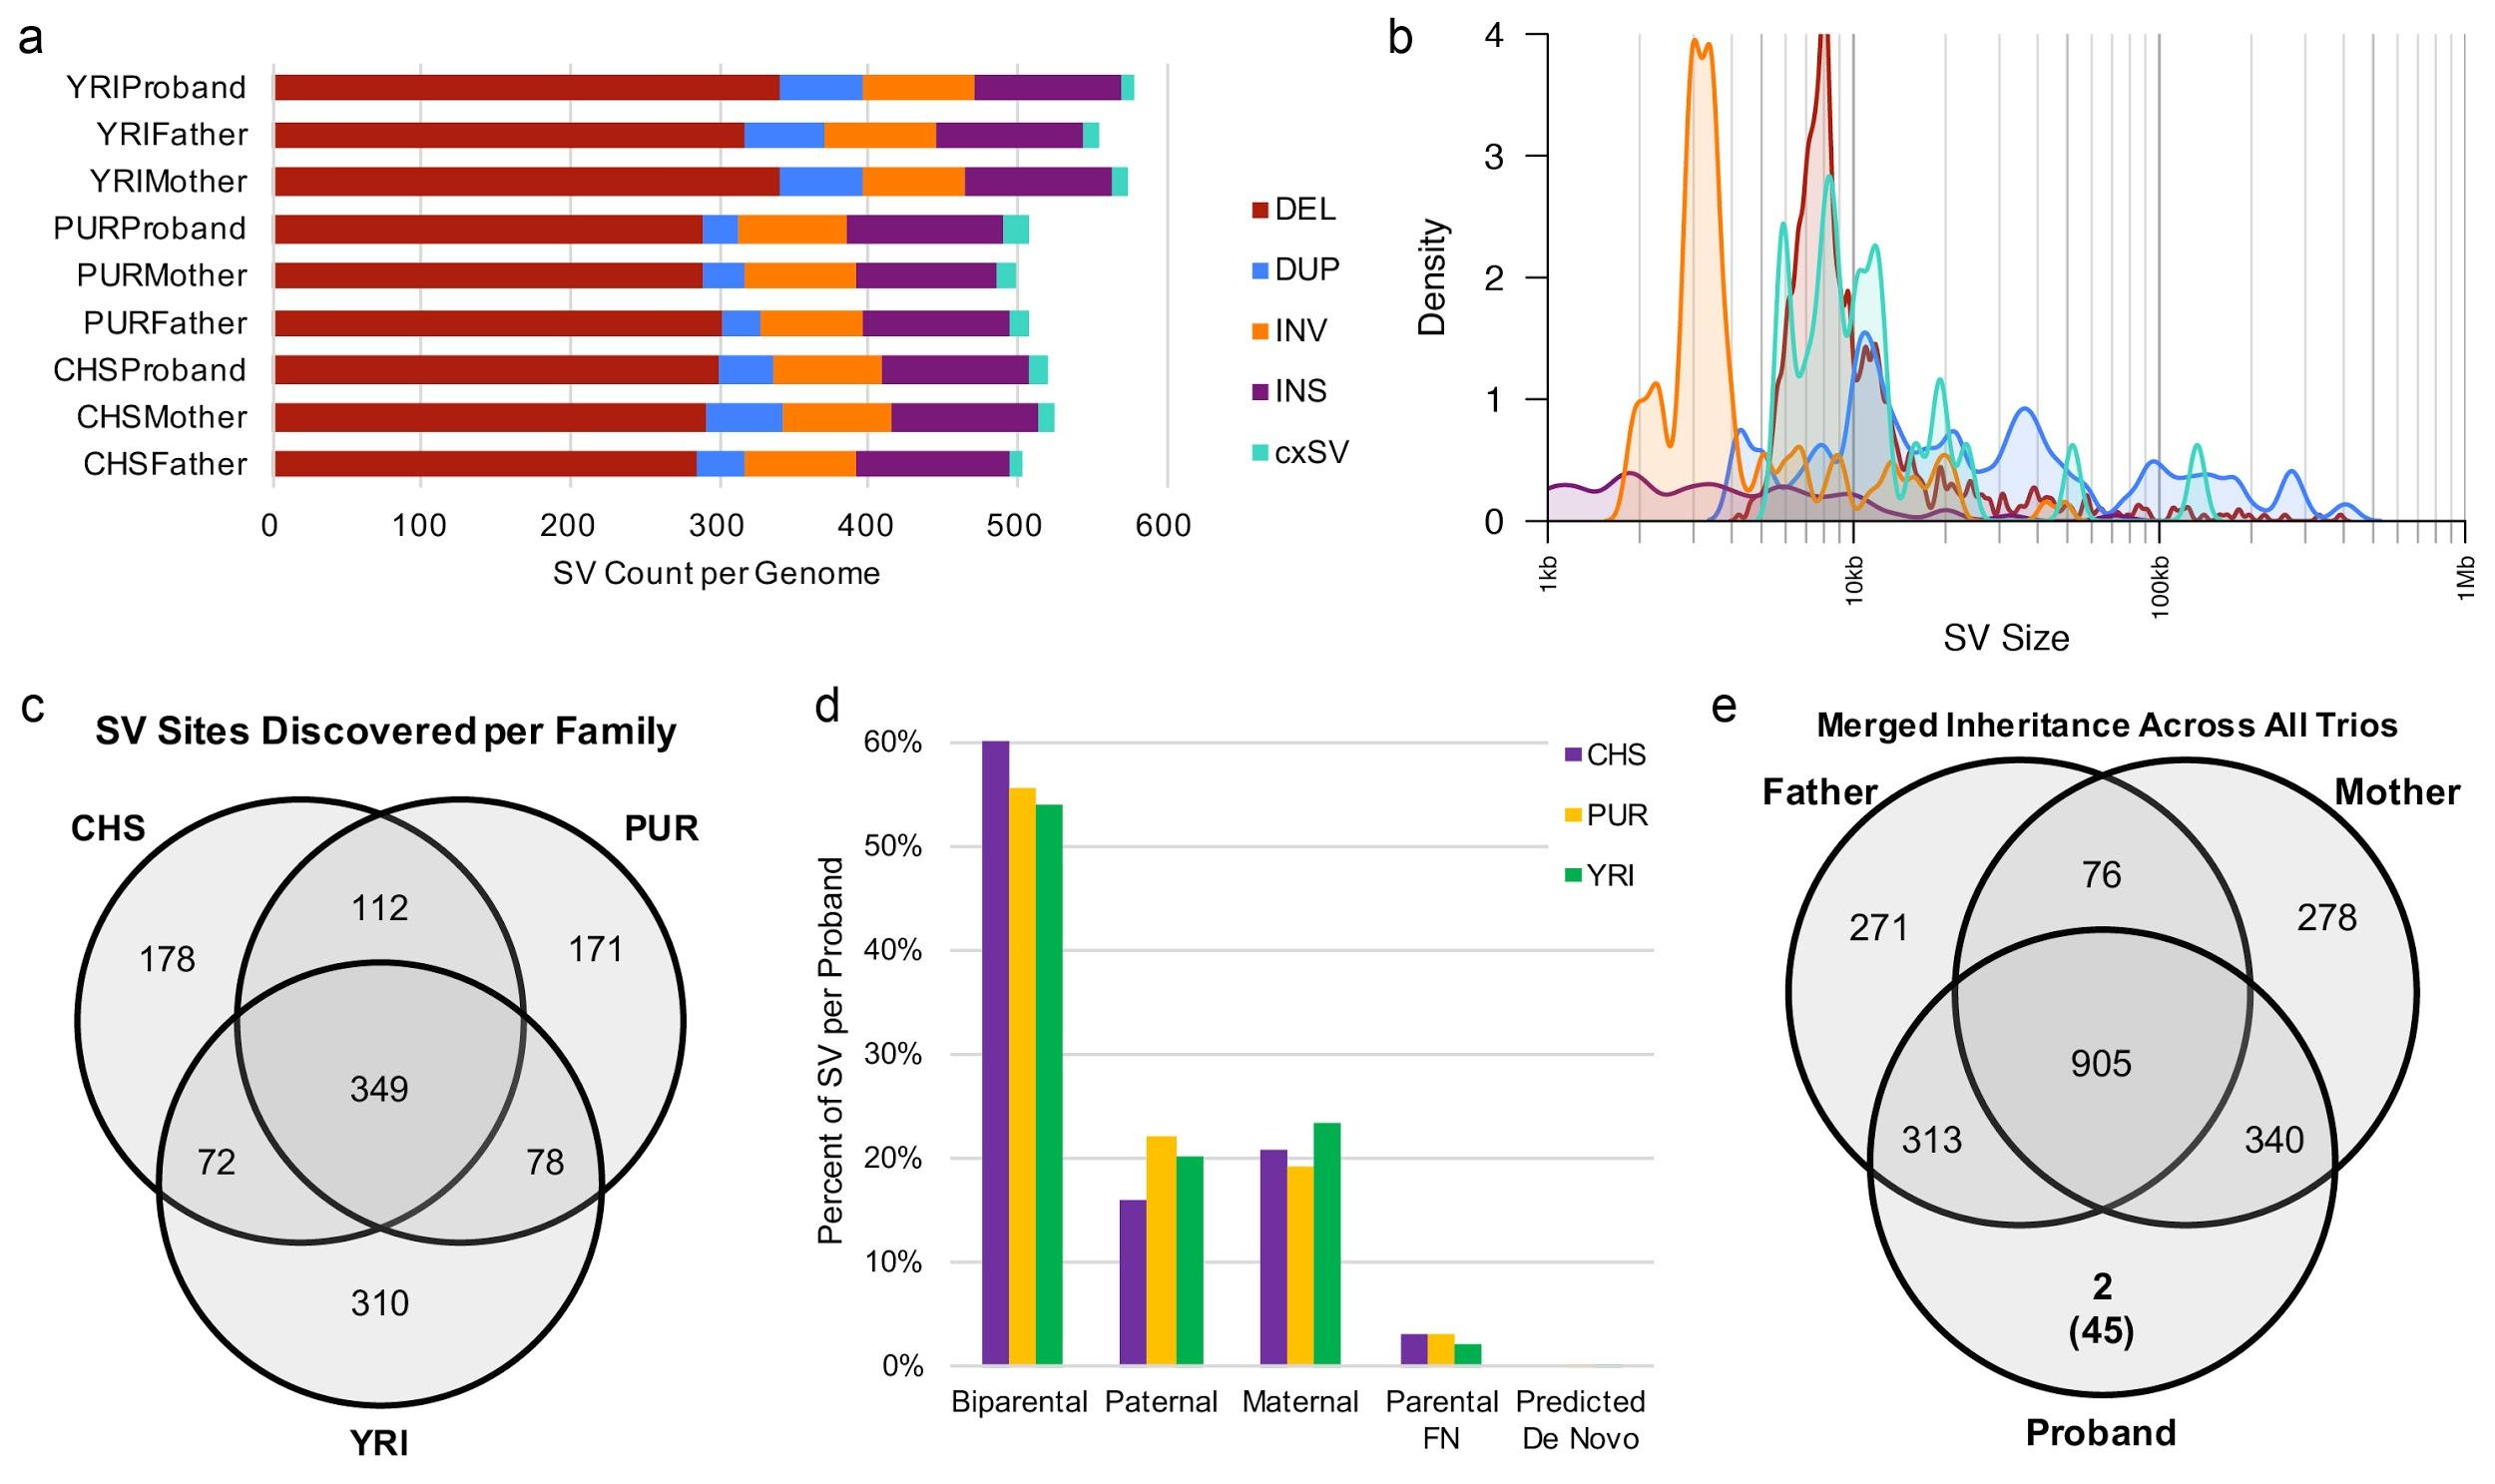 a
YRIProband
YRIFather
YRIMother
PURProband
PURMother
PURFather
CHSProband
CHSMother
CHSFather
0 100 200 300 400 500 600
SV Count per Genome
DEL
DUP
INV
INS
cxSV
b
4
3
2
1
0
Density
1kb 10kb 100kb 1Mb
SV Size
c
SV Sites Discovered per Family
CHS PUR
112
178 171
349
72 78
310
YRI
d
60%
50%
40%
30%
20%
10%
0%
Percent of SV per Proband
CHS
PUR
YRI
Biparental Paternal Maternal Parental FN Predicted De Novo
e
Merged Inheritance Across All Trios
Father Mother
76
271 278
905
313 340
2
(45)
Proband